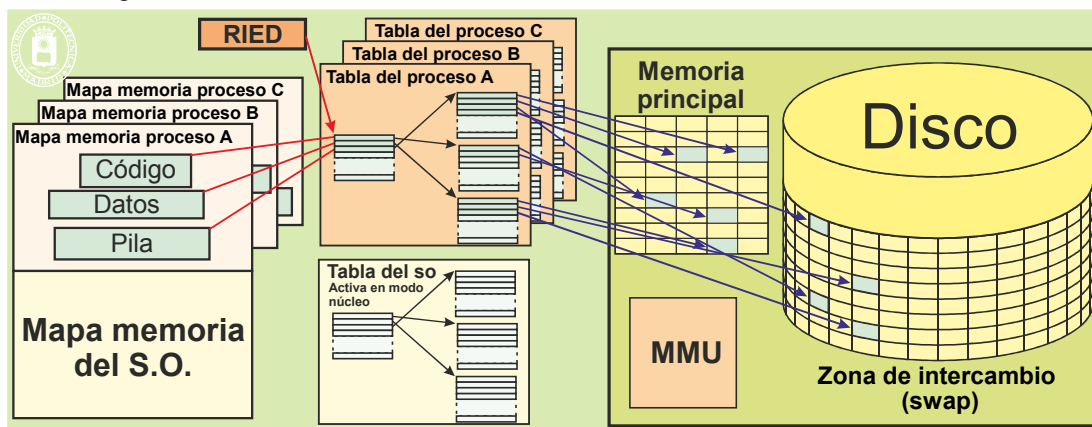 RIED
Tabla del proceso C
Tabla del proceso B
Tabla del proceso A
Mapa memoria proceso C
Mapa memoria proceso B
Mapa memoria proceso A
Código
Datos
Pila
Mapa memoria
del S.O.
Tabla del so
Activa en modo
núcleo
Memoria
principal
Disco
MMU
Zona de intercambio
(swap)